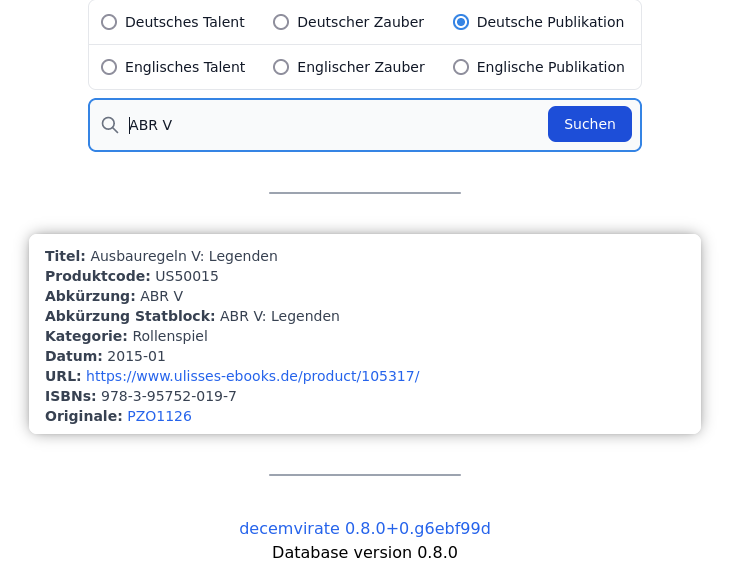 Deutsches Talent Deutscher Zauber Deutsche Publikation
Englisches Talent Englischer Zauber Englische Publikation
ABR V Suchen
Titel: Ausbauregeln V: Legenden
Produktcode: US50015
Abkürzung: ABR V
Abkürzung Statblock: ABR V: Legenden
Kategorie: Rollenspiel
Datum: 2015-01
URL: https://www.ulisses-ebooks.de/product/105317/
ISBNs: 978-3-95752-019-7
Originale: PZO1126
decemvirate 0.8.0+0.g6ebf99d
Database version 0.8.0